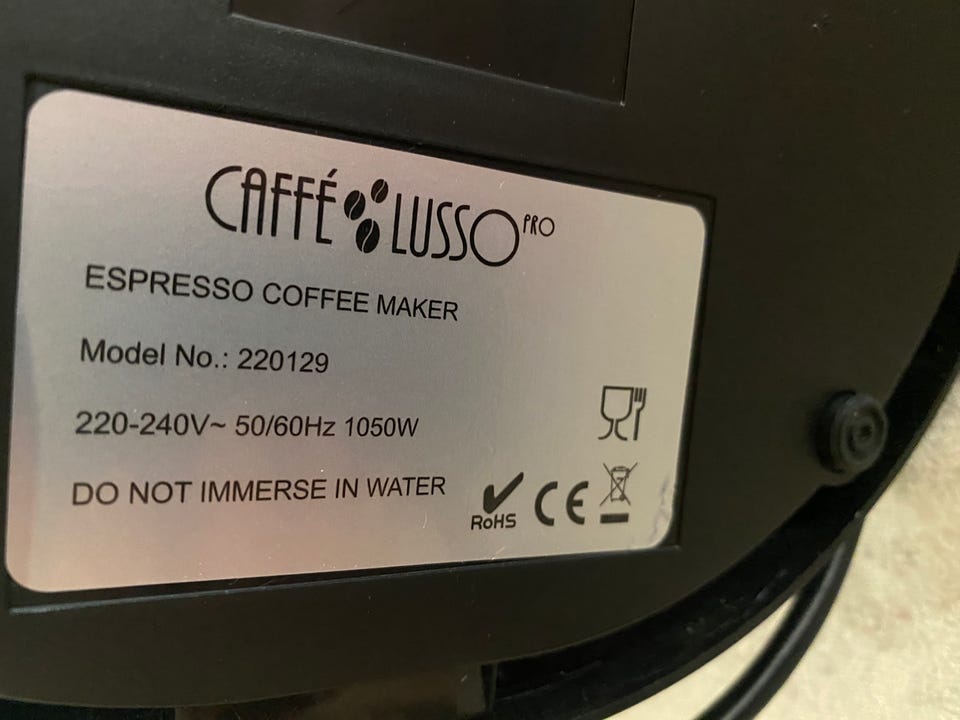 CAFFÉ LUSSO PRO
ESPRESSO COFFEE MAKER
Model No.: 220129
220-240V~ 50/60Hz 1050W
DO NOT IMMERSE IN WATER
RoHS CE